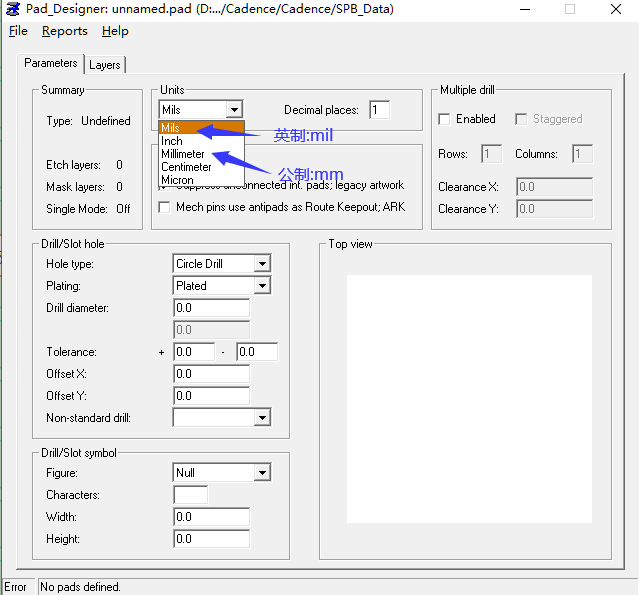 Pad_Designer: unnamed.pad (D:.../Cadence/Cadence/SPB_Data)
File Reports Help
Parameters Layers
Summary
Type: Undefined
Etch layers: 0
Mask layers: 0
Single Mode: Off
Units
Mils
Decimal places: 1
Mils
Inch
Millimeter
Centimeter
Micron
英制:mil
公制:mm
unconnected int. pads; legacy artwork
Mech pins use antipads as Route Keepout; ARK
Multiple drill
Enabled Staggered
Rows: 1 Columns: 1
Clearance X: 0.0
Clearance Y: 0.0
Drill/Slot hole
Hole type: Circle Drill
Plating: Plated
Drill diameter: 0.0
0.0
Tolerance: + 0.0 - 0.0
Offset X: 0.0
Offset Y: 0.0
Non-standard drill:
Drill/Slot symbol
Figure: Null
Characters:
Width: 0.0
Height: 0.0
Top view
Error No pads defined.